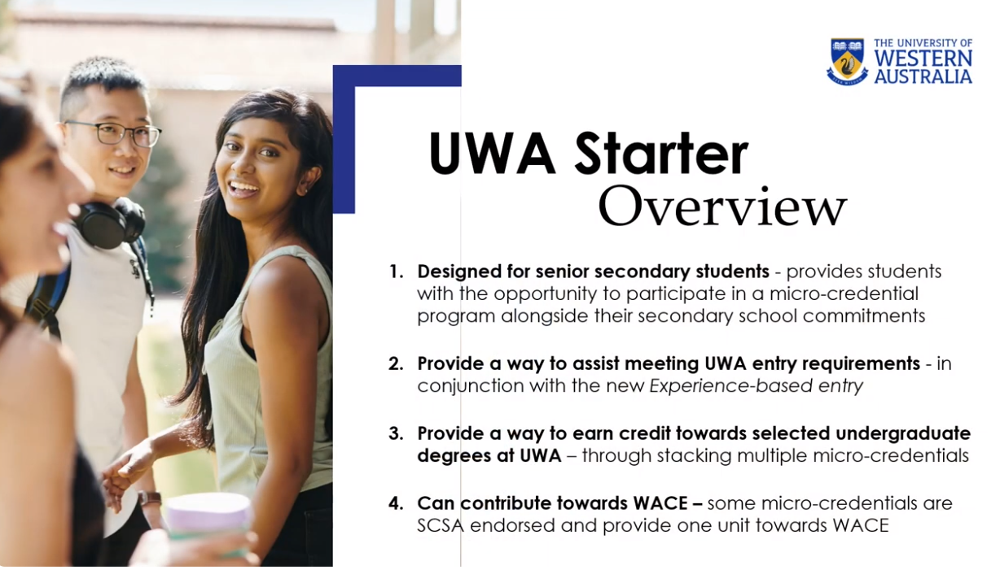 THE UNIVERSITY OF
WESTERN
AUSTRALIA
UWA Starter
Overview
1. Designed for senior secondary students - provides students
with the opportunity to participate in a micro-credential
program alongside their secondary school commitments
2. Provide a way to assist meeting UWA entry requirements - in
conjunction with the new Experience-based entry
3. Provide a way to earn credit towards selected undergraduate
degrees at UWA – through stacking multiple micro-credentials
4. Can contribute towards WACE – some micro-credentials are
SCSA endorsed and provide one unit towards WACE